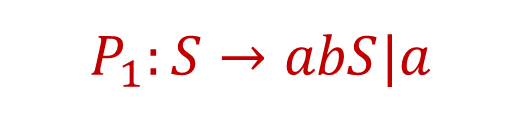 P₁: S → abS|a